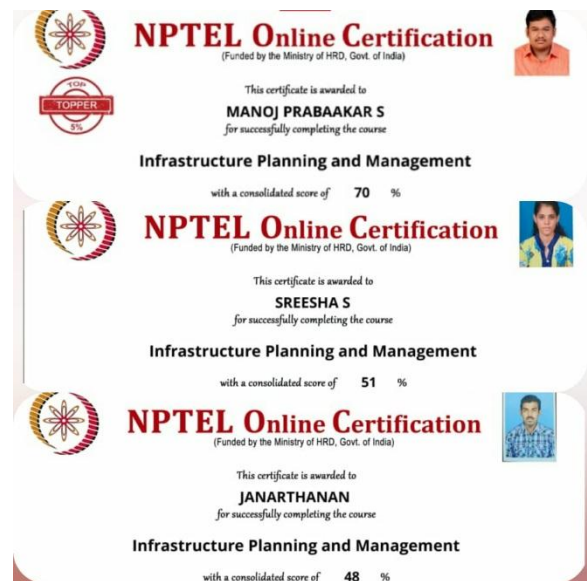 NPTEL Online Certification
(Funded by the Ministry of HRD, Govt. of India)
TOP
TOPPER
5%
This certificate is awarded to
MANOJ PRABAAKAR S
for successfully completing the course
Infrastructure Planning and Management
with a consolidated score of 70 %
NPTEL Online Certification
(Funded by the Ministry of HRD, Govt. of India)
This certificate is awarded to
SREESHA S
for successfully completing the course
Infrastructure Planning and Management
with a consolidated score of 51 %
NPTEL Online Certification
(Funded by the Ministry of HRD, Govt. of India)
This certificate is awarded to
JANARTHANAN
for successfully completing the course
Infrastructure Planning and Management
with a consolidated score of 48 %